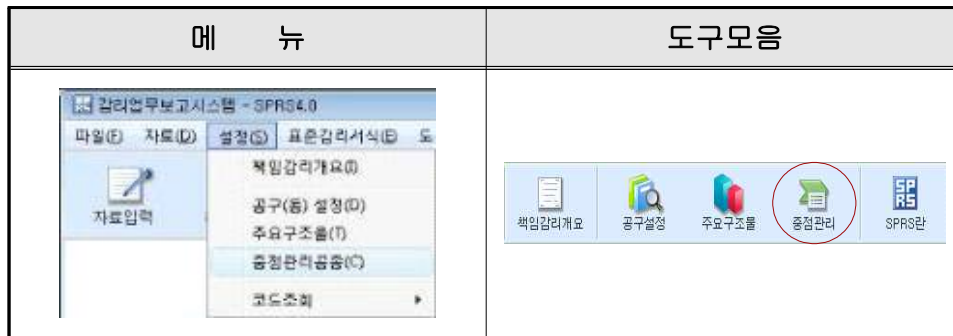 메 뉴
도구모음
감리업무보고시스템 - SPRS4.0
파일(F) 자료(D) 설정(S) 표준감리서식(E) 도
책임감리개요(I)
자료입력
공구(동) 설정(D)
주요구조물(T)
중점관리공종(C)
코드조회
책임감리개요 공구설정 주요구조물 중점관리 SPRS란
SP
RS